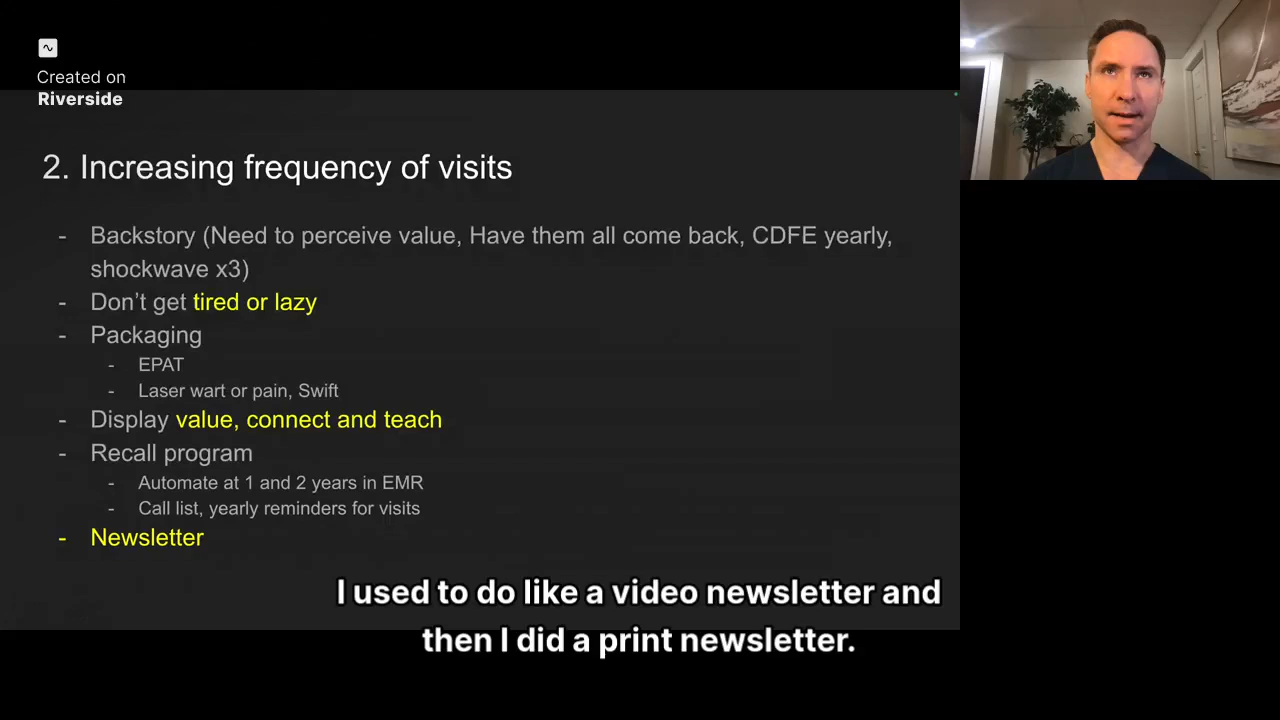 Created on
Riverside
2. Increasing frequency of visits
- Backstory (Need to perceive value, Have them all come back, CDFE yearly,
shockwave x3)
- Don’t get tired or lazy
- Packaging
- EPAT
- Laser wart or pain, Swift
- Display value, connect and teach
- Recall program
- Automate at 1 and 2 years in EMR
- Call list, yearly reminders for visits
- Newsletter
I used to do like a video newsletter and
then I did a print newsletter.